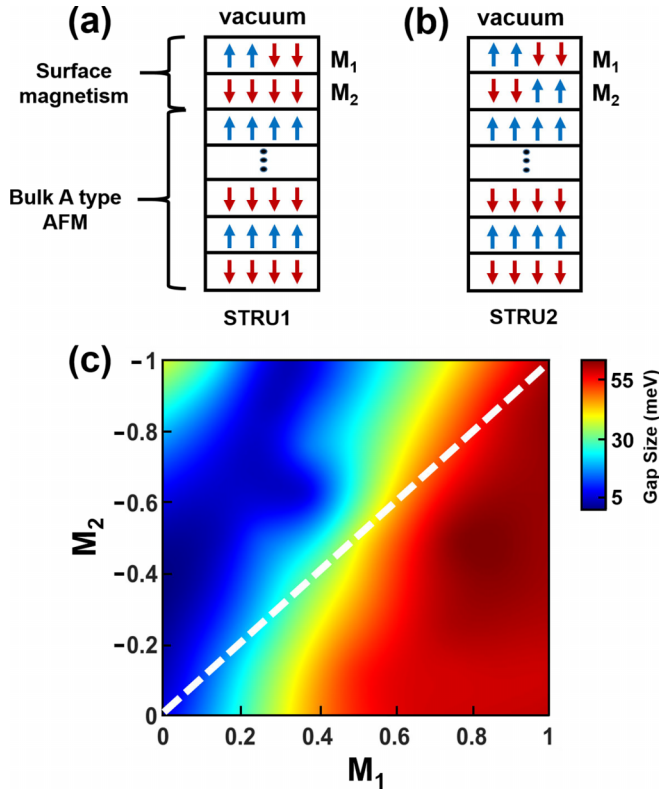 (a)
vacuum
Surface
magnetism
M1
M2
Bulk A type
AFM
STRU1
(b)
vacuum
M1
M2
STRU2
(c)
−1
−0.8
−0.6
−0.4
−0.2
0
M2
0
0.2
0.4
0.6
0.8
1
M1
55
30
5
Gap Size (meV)